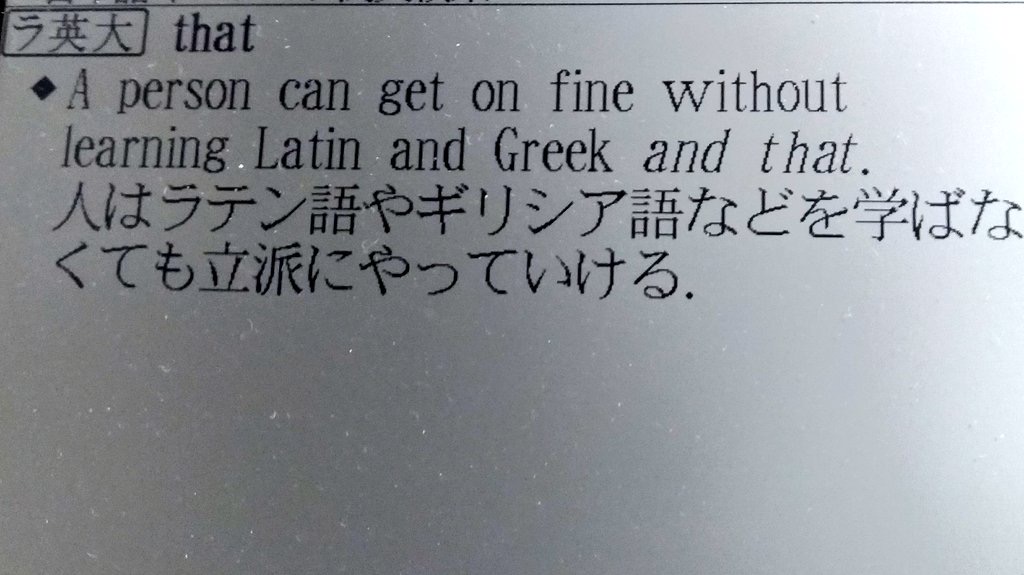 ラ英大 that
◆A person can get on fine without
learning Latin and Greek and that.
人はラテン語やギリシア語などを学ばな
くても立派にやっていける.